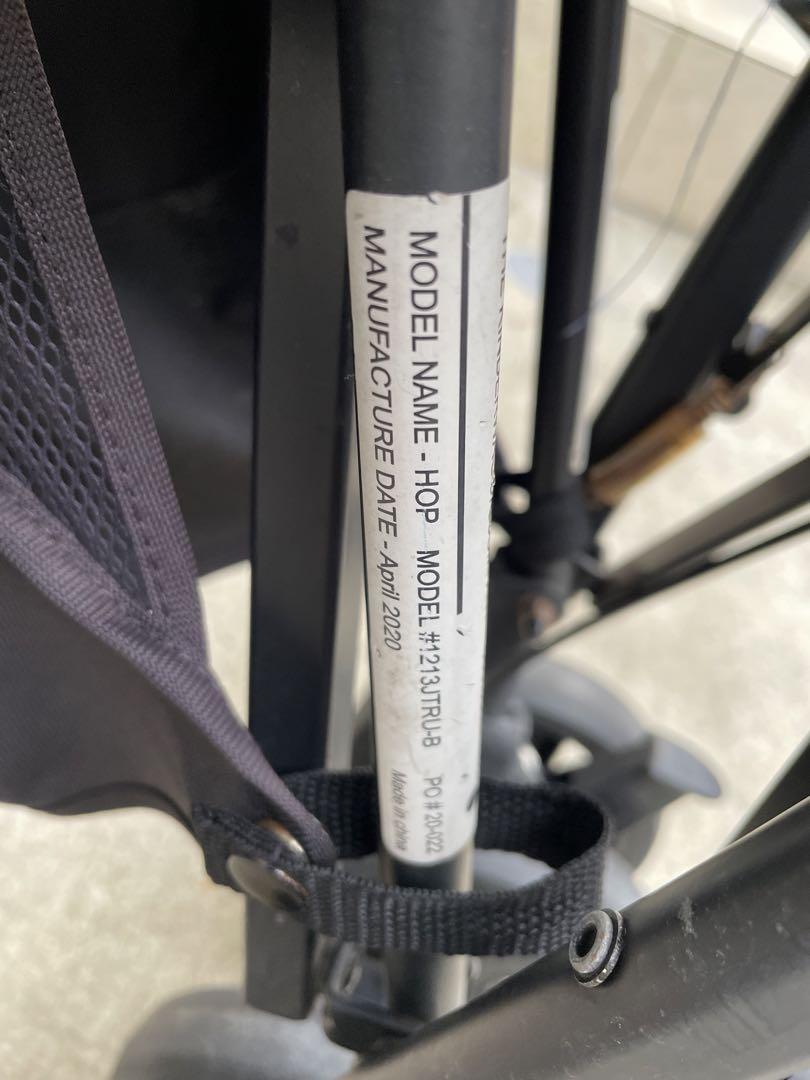 MODEL NAME - HOP MODEL #1213JTRU-B PO # 20-022
MANUFACTURE DATE - April 2020 Made in china